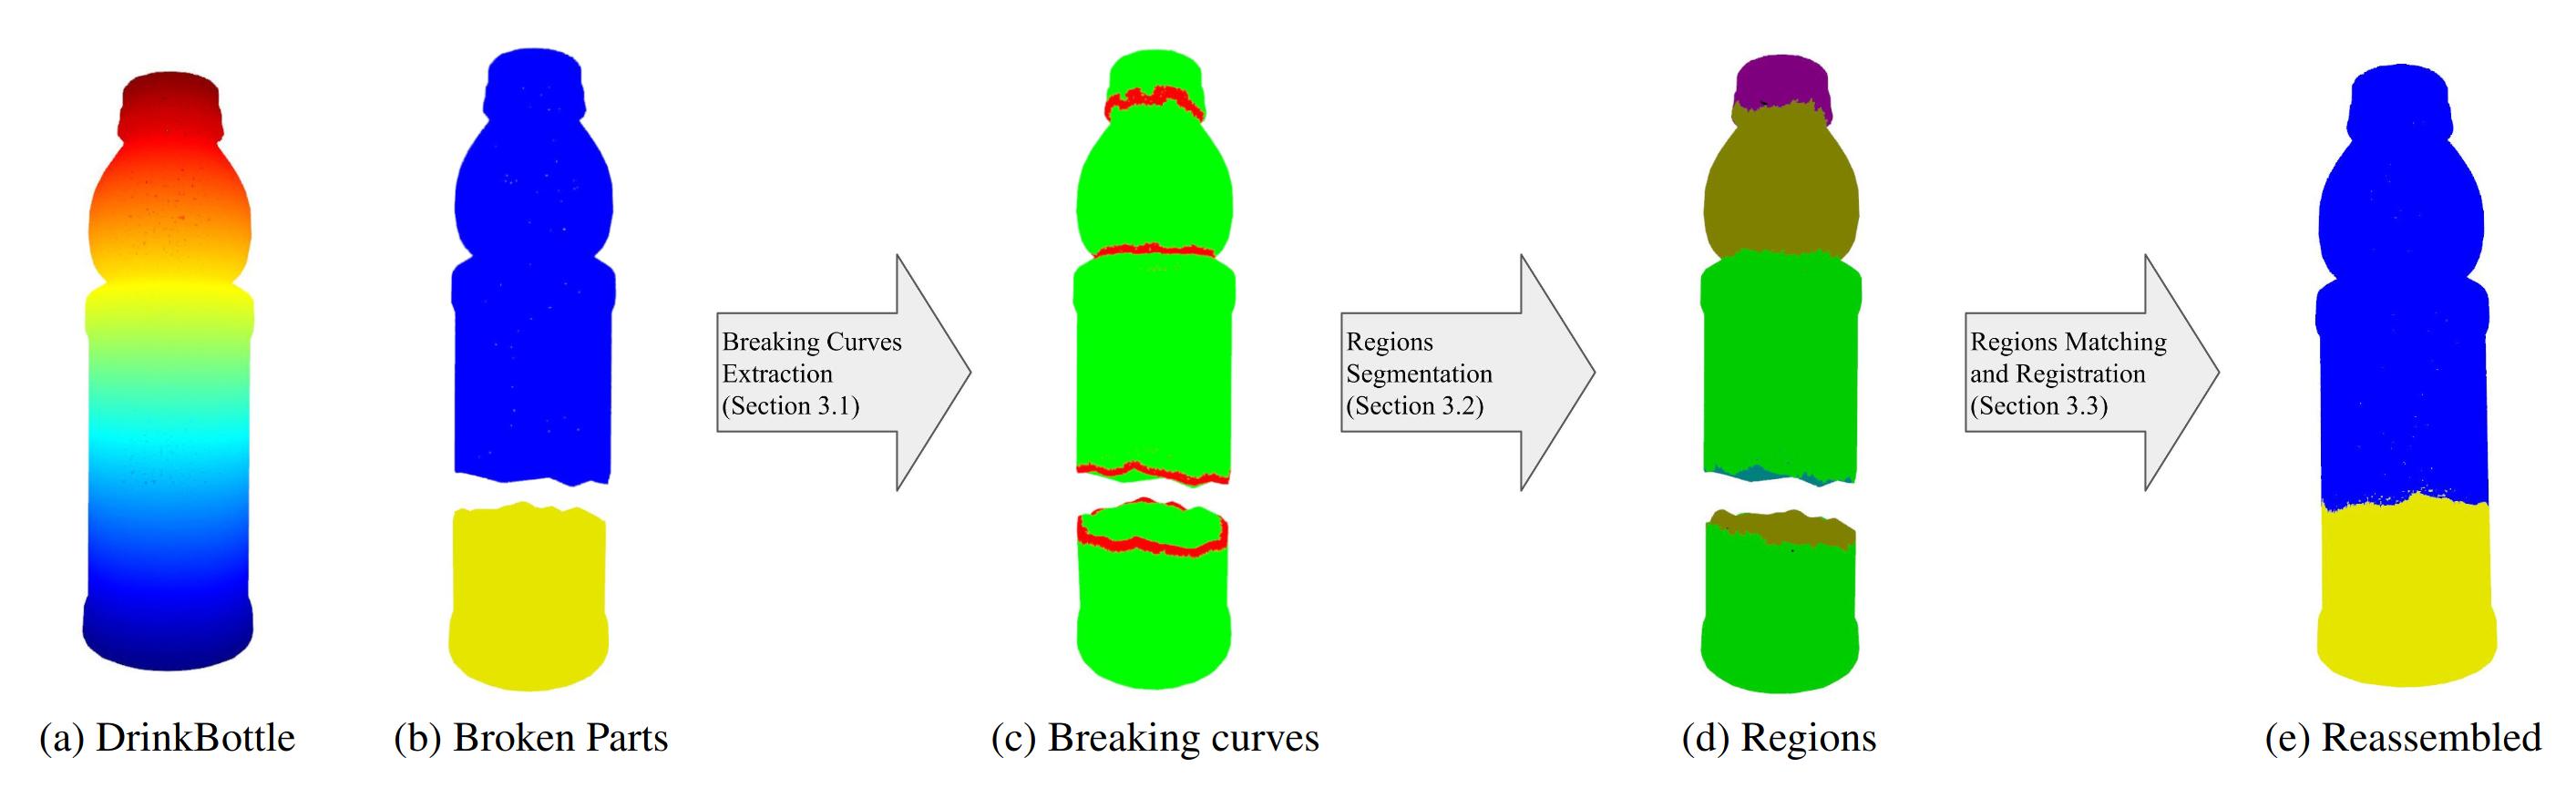 Breaking Curves
Extraction
(Section 3.1)
Regions
Segmentation
(Section 3.2)
Regions Matching
and Registration
(Section 3.3)
(a) DrinkBottle
(b) Broken Parts
(c) Breaking curves
(d) Regions
(e) Reassembled